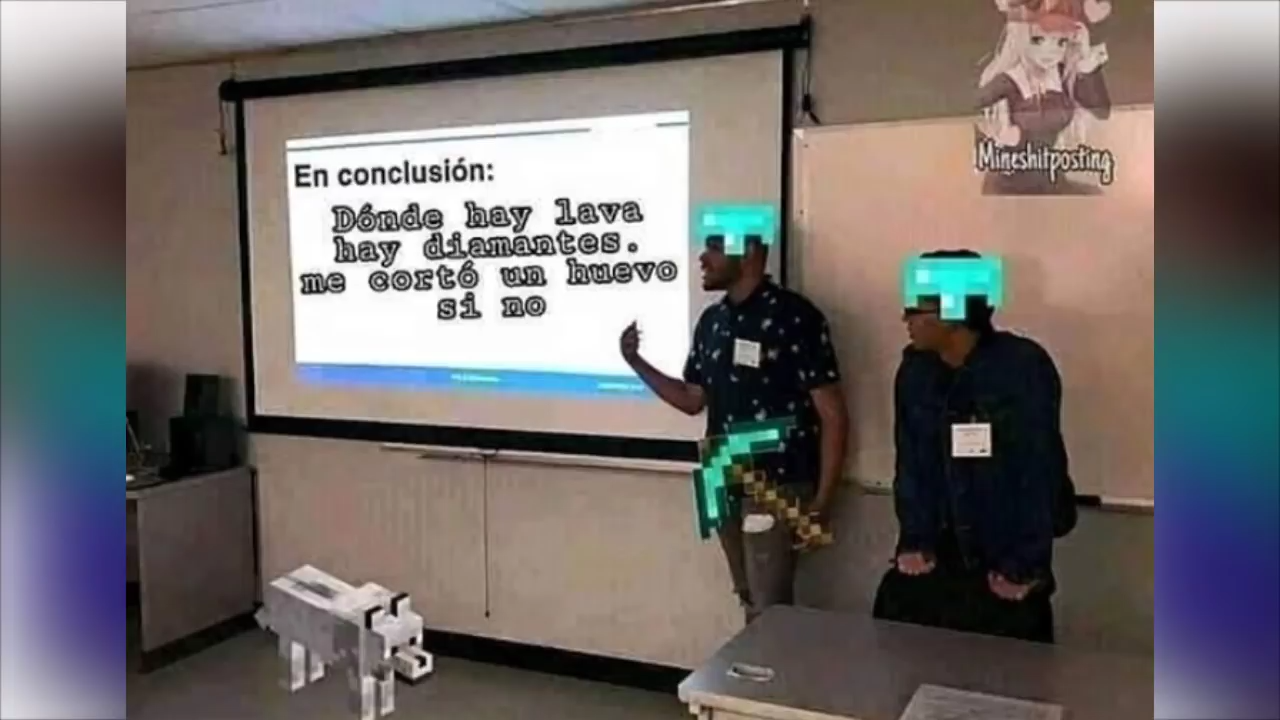 Mineshitposting
En conclusión:
Dónde hay lava
hay diamantes.
me cortó un huevo
si no